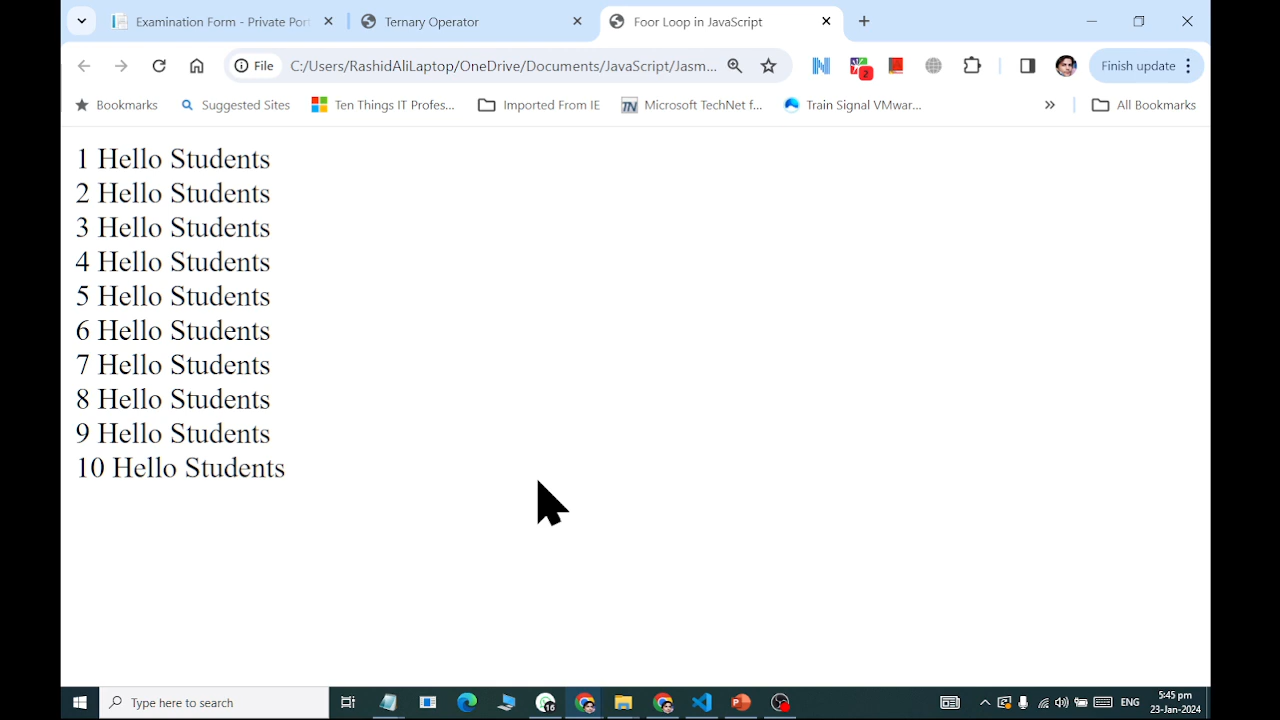 Examination Form - Private Por
Ternary Operator
Foor Loop in JavaScript
File
C:/Users/RashidAliLaptop/OneDrive/Documents/JavaScript/Jasm...
2
Finish update
Bookmarks
Suggested Sites
Ten Things IT Profes...
Imported From IE
TN
Microsoft TechNet f...
Train Signal VMwar...
»
All Bookmarks
1 Hello Students
2 Hello Students
3 Hello Students
4 Hello Students
5 Hello Students
6 Hello Students
7 Hello Students
8 Hello Students
9 Hello Students
10 Hello Students
Type here to search
16
ENG
5:45 pm
23-Jan-2024